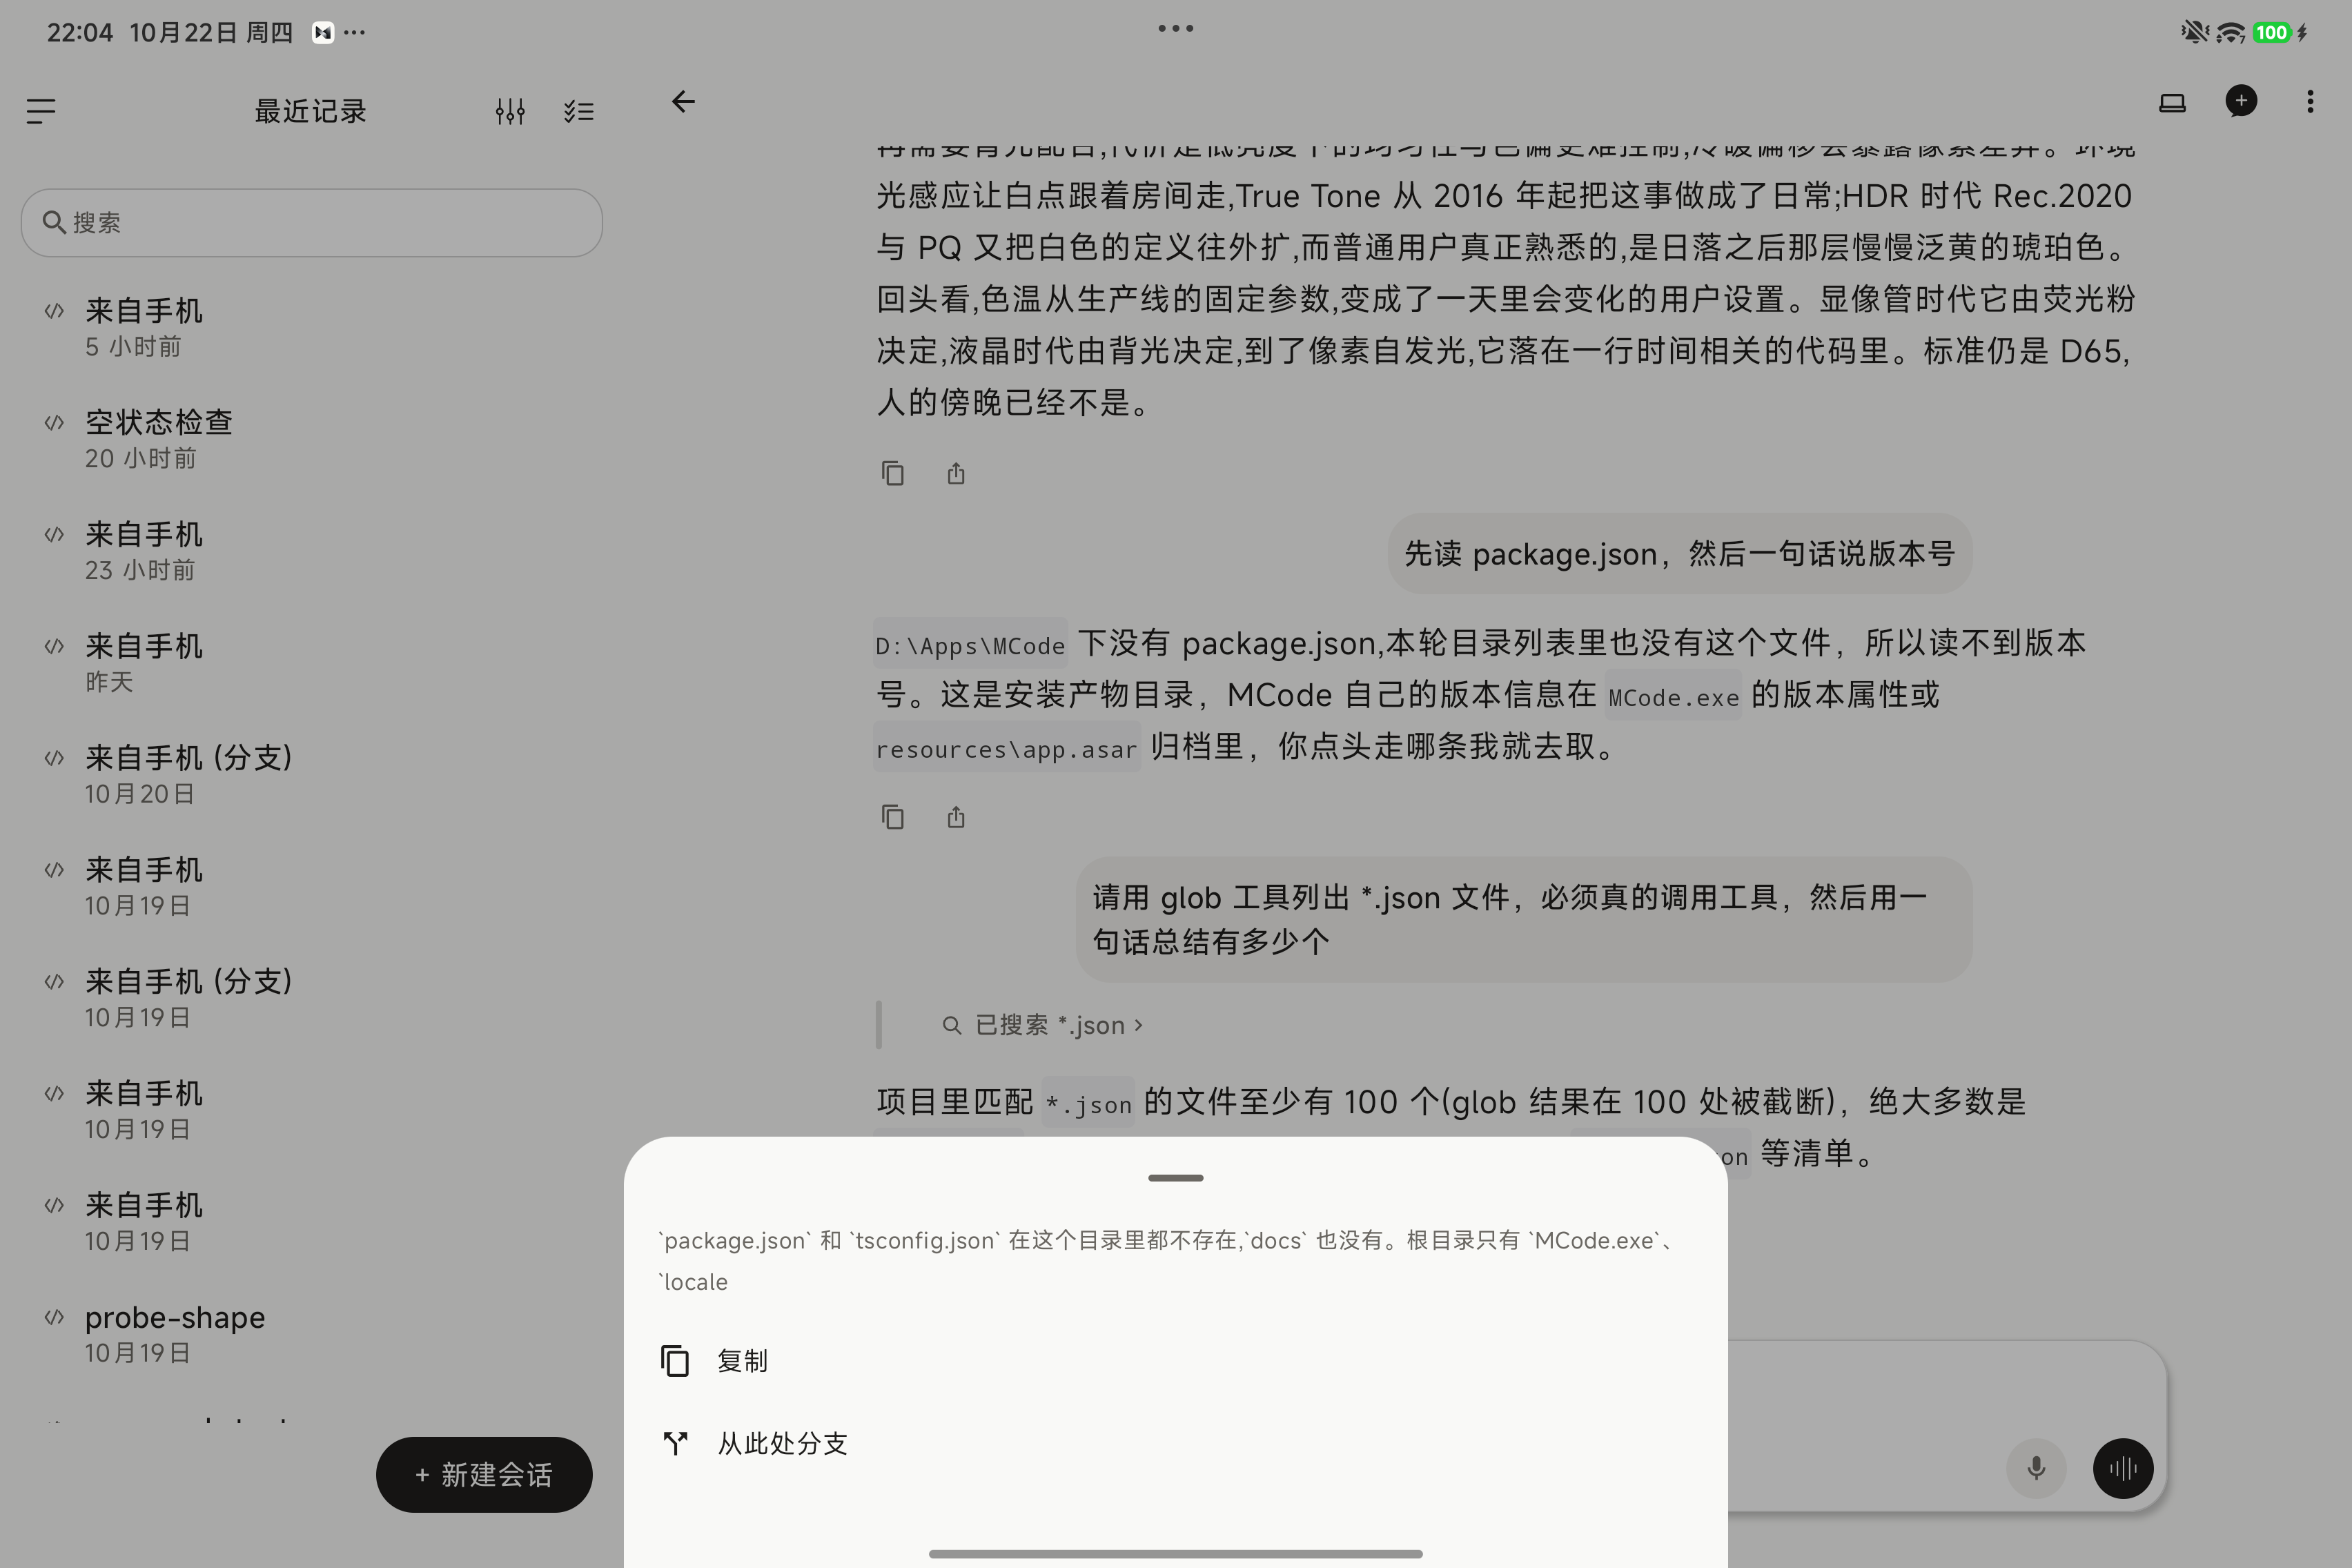 22:04 10月22日 周四
100
最近记录
搜索
来自手机
5 小时前
空状态检查
20 小时前
来自手机
23 小时前
来自手机
昨天
来自手机 (分支)
10月20日
来自手机
10月19日
来自手机 (分支)
10月19日
来自手机
10月19日
来自手机
10月19日
probe-shape
10月19日
+ 新建会话
光感应让白点跟着房间走,True Tone 从 2016 年起把这事做成了日常;HDR 时代 Rec.2020
与 PQ 又把白色的定义往外扩,而普通用户真正熟悉的,是日落之后那层慢慢泛黄的琥珀色。
回头看,色温从生产线的固定参数,变成了一天里会变化的用户设置。显像管时代它由荧光粉
决定,液晶时代由背光决定,到了像素自发光,它落在一行时间相关的代码里。标准仍是 D65,
人的傍晚已经不是。
先读 package.json，然后一句话说版本号
D:\Apps\MCode 下没有 package.json,本轮目录列表里也没有这个文件，所以读不到版本
号。这是安装产物目录，MCode 自己的版本信息在 MCode.exe 的版本属性或
resources\app.asar 归档里，你点头走哪条我就去取。
请用 glob 工具列出 *.json 文件，必须真的调用工具，然后用一
句话总结有多少个
已搜索 *.json
项目里匹配 *.json 的文件至少有 100 个(glob 结果在 100 处被截断)，绝大多数是
on 等清单。
`package.json` 和 `tsconfig.json` 在这个目录里都不存在,`docs` 也没有。根目录只有 `MCode.exe`、
`locale
复制
从此处分支